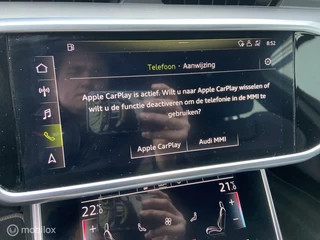 8:52
Telefoon · Aanwijzing
Apple CarPlay is actief. Wilt u naar Apple CarPlay wisselen of
wilt u de functie deactiveren om de telefonie in de MMI te
gebruiken?
Apple CarPlay
Audi MMI
22°
21°
mobilox